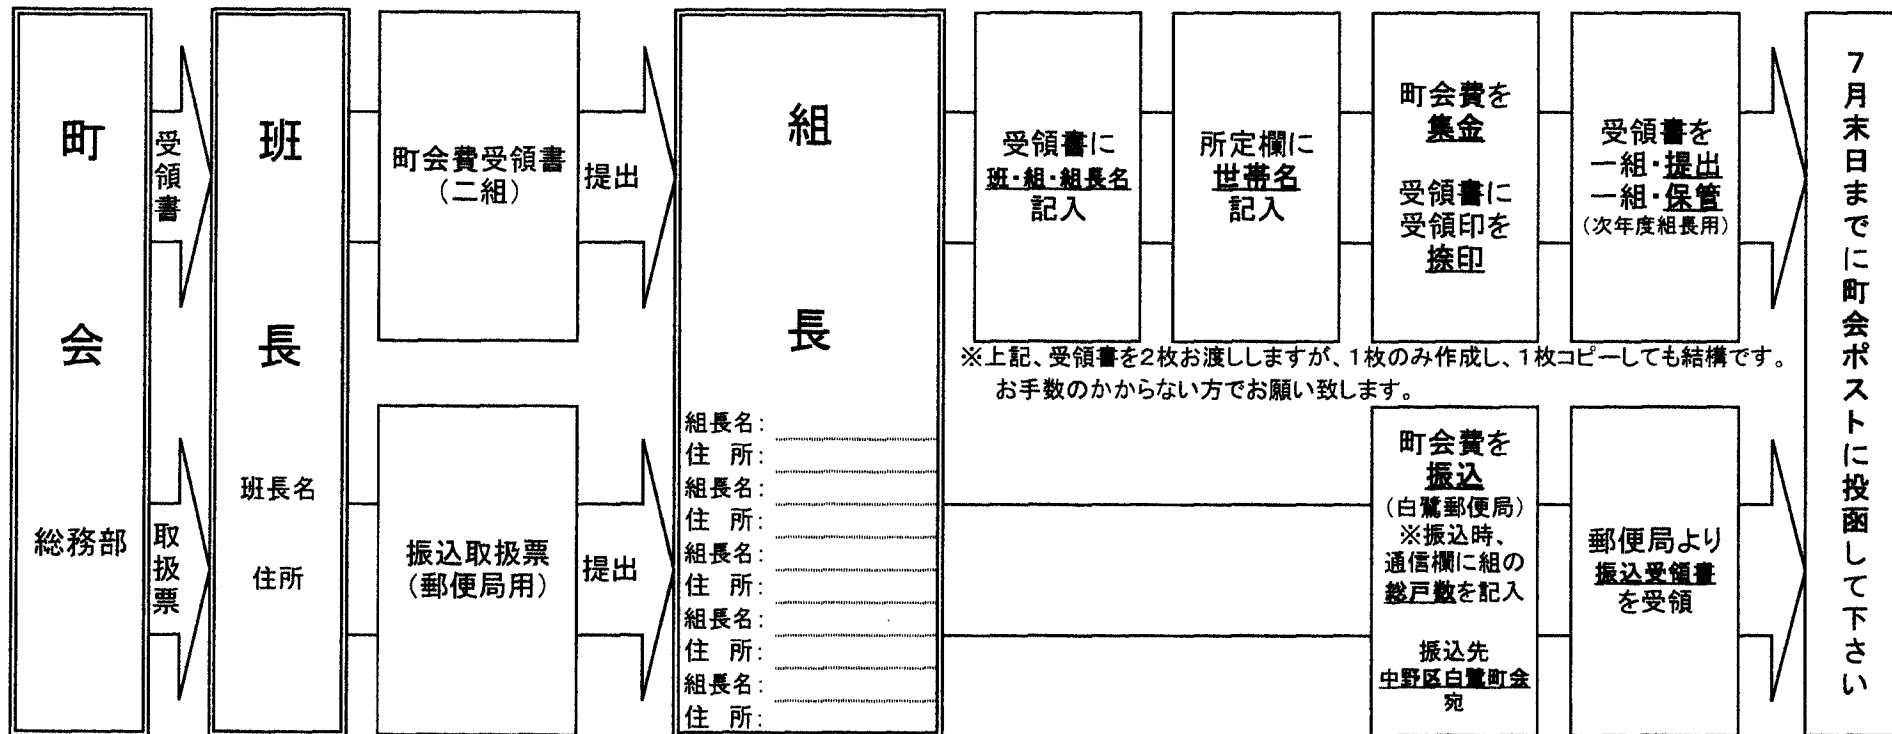 町会
総務部
受領書
取扱票
班長
班長名
住所
町会費受領書
(二組)
提出
振込取扱票
(郵便局用)
提出
組長
組長名:
住　所:
組長名:
住　所:
組長名:
住　所:
組長名:
住　所:
組長名:
住　所:
受領書に
班・組・組長名
記入
所定欄に
世帯名
記入
町会費を
集金
受領書に
受領印を
捺印
受領書を
一組・提出
一組・保管
(次年度組長用)
※上記、受領書を2枚お渡ししますが、1枚のみ作成し、1枚コピーしても結構です。
お手数のかからない方でお願い致します。
町会費を
振込
(白鷺郵便局)
※振込時、
通信欄に組の
総戸数を記入
振込先
中野区白鷺町会
宛
郵便局より
振込受領書
を受領
7月末日までに町会ポストに投函して下さい